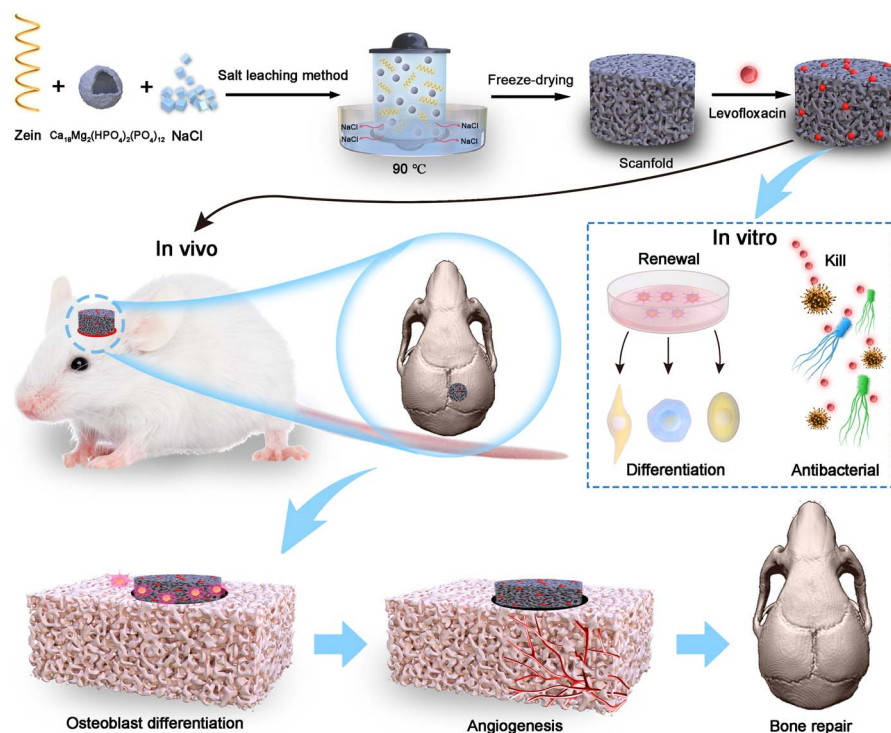 Zein
+
Ca₁₈Mg₂(HPO₄)₂(PO₄)₁₂
+
NaCl
Salt leaching method
NaCl
NaCl
NaCl
NaCl
90 ℃
Freeze-drying
Scanfold
Levofloxacin
In vivo
In vitro
Renewal
Kill
Differentiation
Antibacterial
Osteoblast differentiation
Angiogenesis
Bone repair